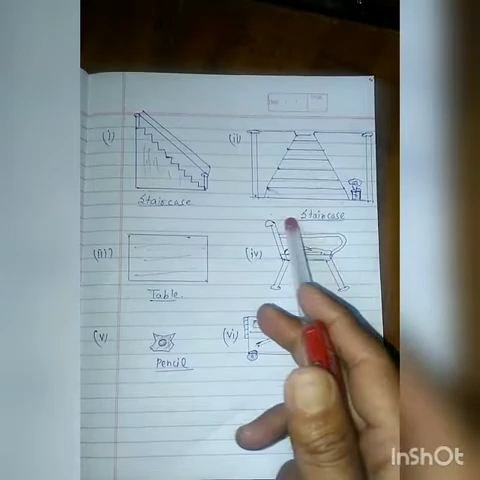 (i)
(ii)
Staircase
Staircase
(iii)
(iv)
Table.
(v)
(vi)
Pencil
InShOt